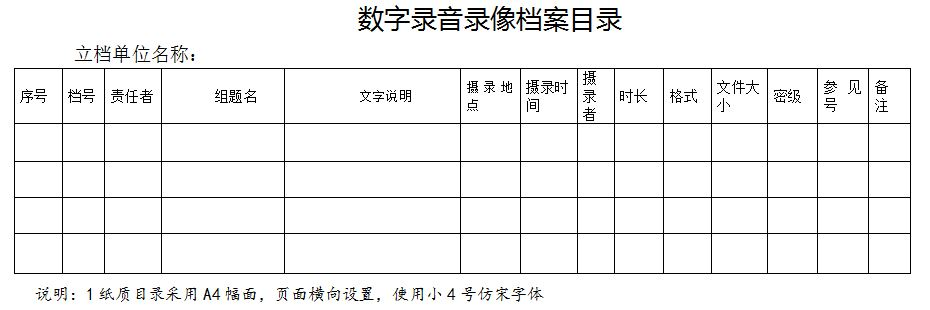 数字录音录像档案目录
立档单位名称：
序号 档号 责任者 组题名 文字说明 摄录地点 摄录时间 摄录者 时长 格式 文件大小 密级 参见号 备注
说明：1纸质目录采用A4幅面，页面横向设置，使用小4号仿宋字体